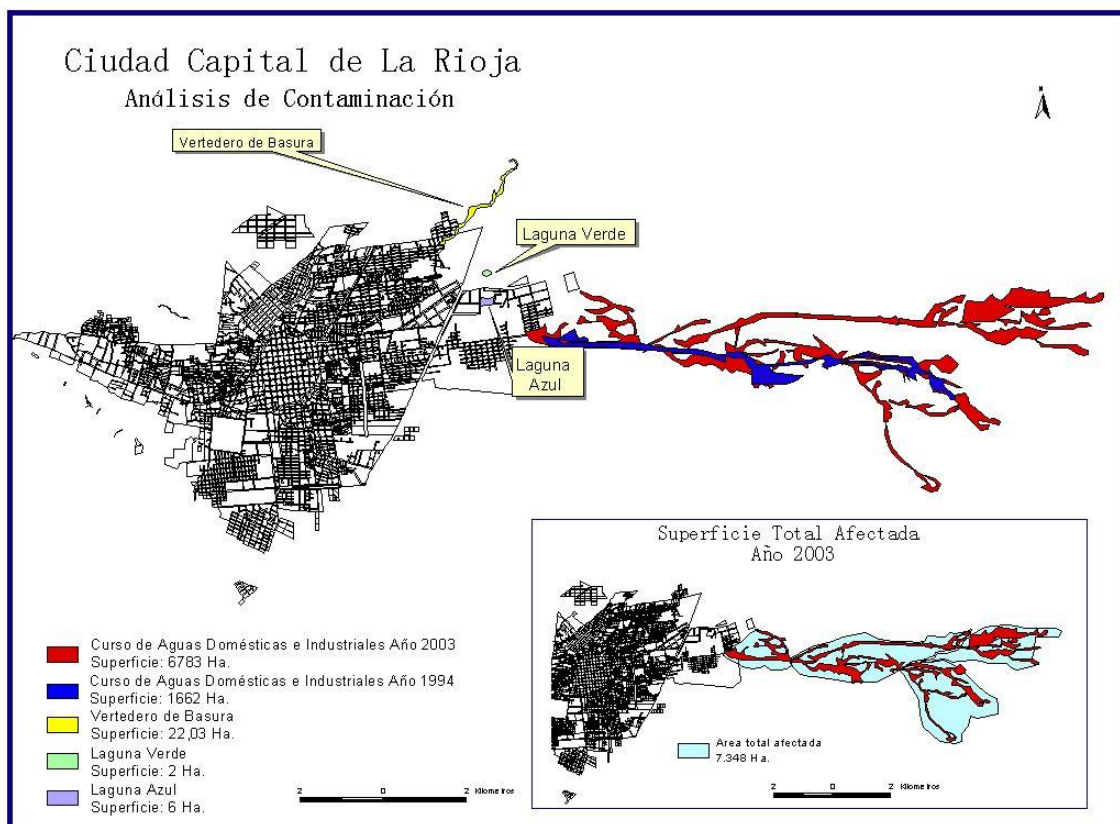 Ciudad Capital de La Rioja
Análisis de Contaminación
Vertedero de Basura
Laguna Verde
Laguna
Azul
Superficie Total Afectada
Año 2003
Area total afectada
7.348 Ha.
2 0 2 Kilometros
Curso de Aguas Domésticas e Industriales Año 2003
Superficie: 6783 Ha.
Curso de Aguas Domésticas e Industriales Año 1994
Superficie: 1662 Ha.
Vertedero de Basura
Superficie: 22,03 Ha.
Laguna Verde
Superficie: 2 Ha.
Laguna Azul
Superficie: 6 Ha.
2 0 2 Kilometros